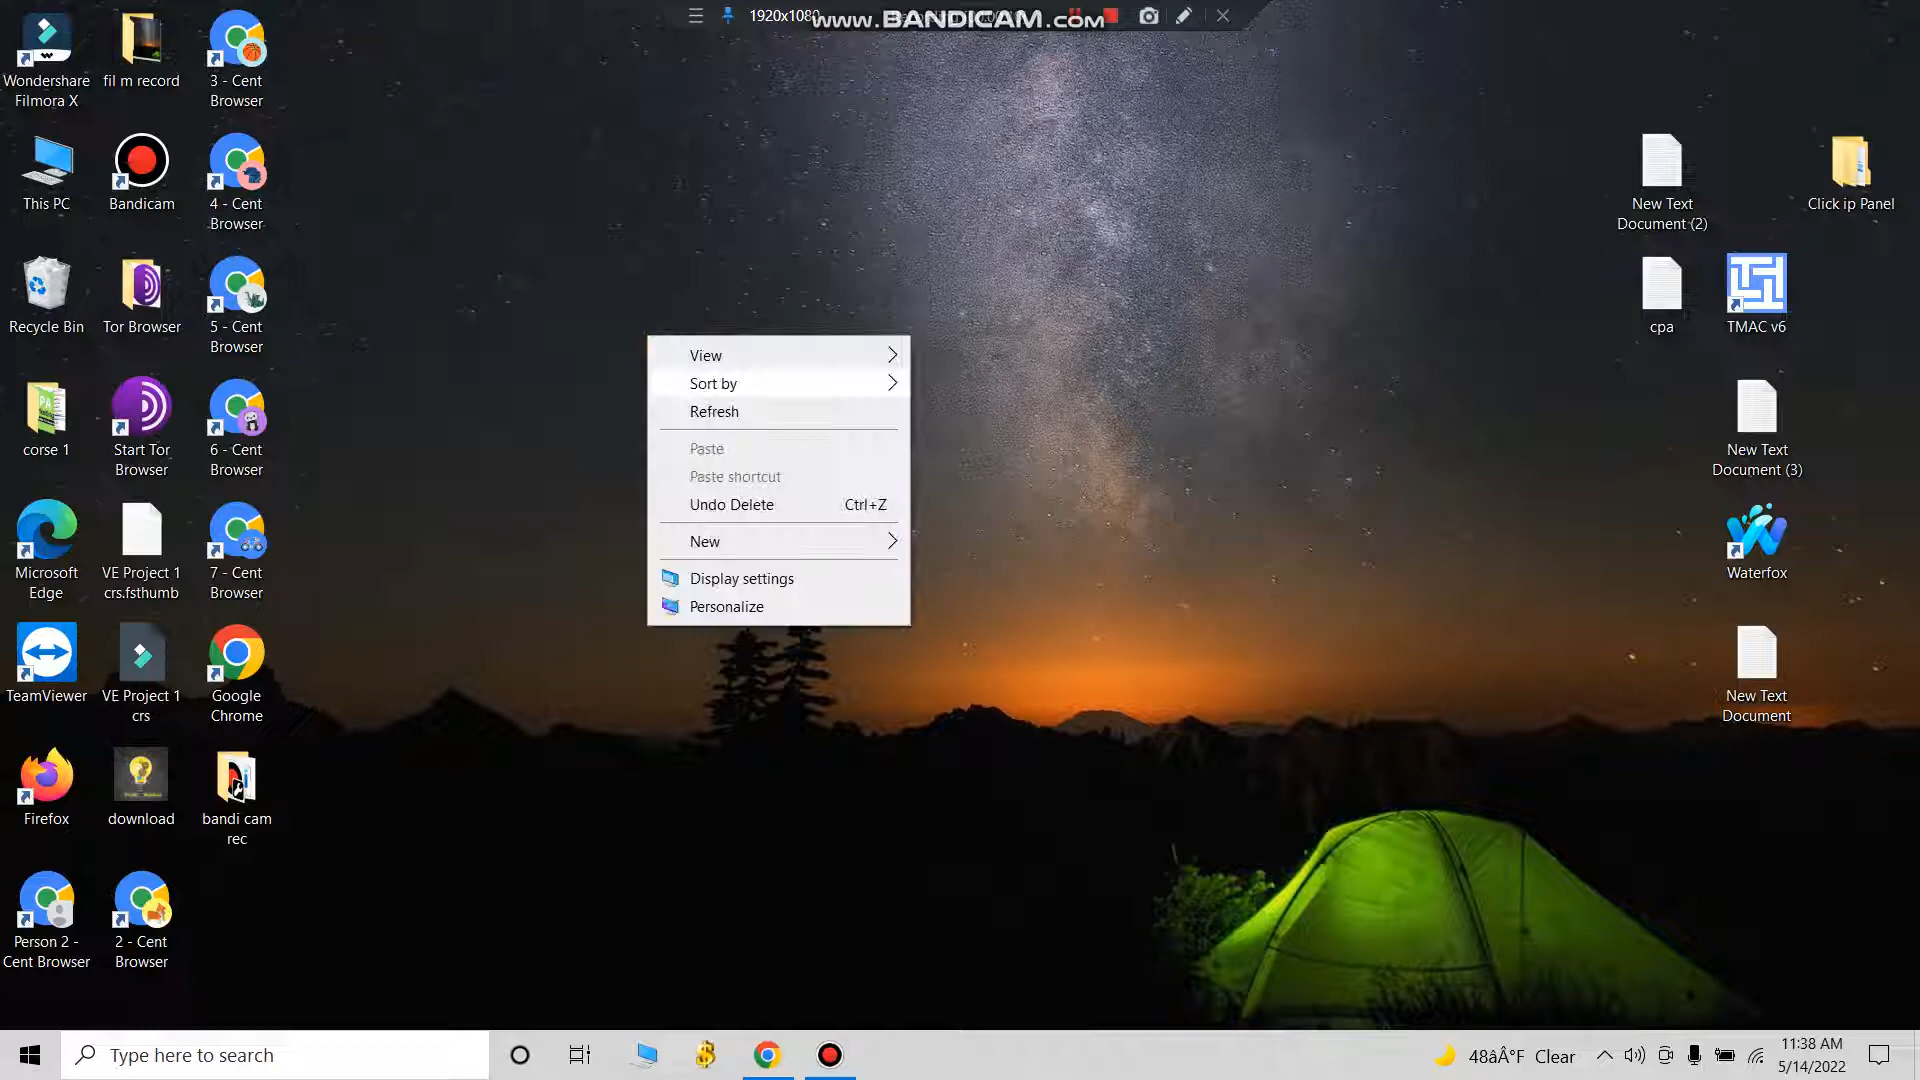 1920x1080
www.BANDICAM.com
Wondershare
Filmora X
fil m record
3 - Cent
Browser
This PC
Bandicam
4 - Cent
Browser
Recycle Bin
Tor Browser
5 - Cent
Browser
corse 1
Start Tor
Browser
6 - Cent
Browser
Microsoft
Edge
VE Project 1
crs.fsthumb
7 - Cent
Browser
TeamViewer
VE Project 1
crs
Google
Chrome
Firefox
download
bandi cam
rec
Person 2 -
Cent Browser
2 - Cent
Browser
View
Sort by
Refresh
Paste
Paste shortcut
Undo Delete Ctrl+Z
New
Display settings
Personalize
New Text
Document (2)
Click ip Panel
cpa
TMAC v6
New Text
Document (3)
Waterfox
New Text
Document
Type here to search
48âÂ°F Clear
11:38 AM
5/14/2022